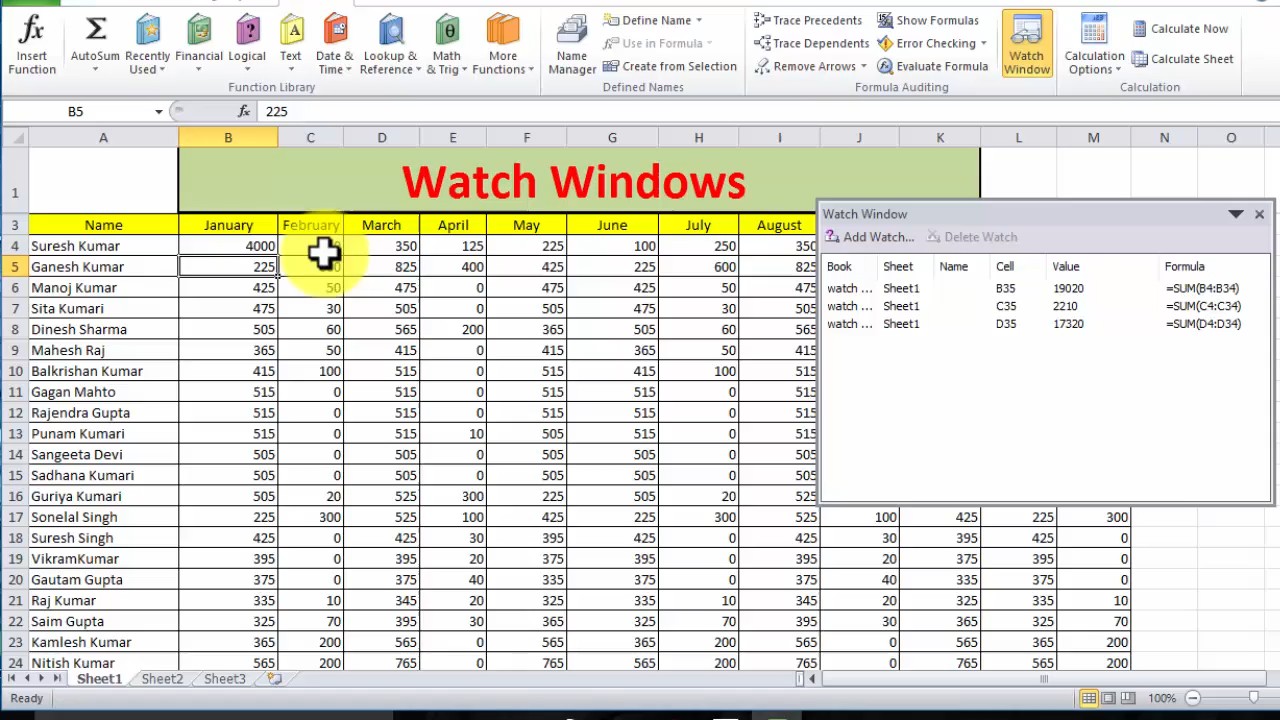 Insert Function
AutoSum
Recently Used
Financial
Logical
Text
Date & Time
Lookup & Reference
Math & Trig
More Functions
Function Library
Name Manager
Define Name
Use in Formula
Create from Selection
Defined Names
Trace Precedents
Trace Dependents
Remove Arrows
Show Formulas
Error Checking
Evaluate Formula
Formula Auditing
Watch Window
Calculation Options
Calculate Now
Calculate Sheet
Calculation
B5 fx 225
A B C D E F G H I J K L M N O
1 Watch Windows
3 Name January February March April May June July August
4 Suresh Kumar 4000 350 125 225 100 250 350
5 Ganesh Kumar 225 825 400 425 225 600 825
6 Manoj Kumar 425 50 475 0 475 425 50 475
7 Sita Kumari 475 30 505 0 505 475 30 505
8 Dinesh Sharma 505 60 565 200 365 505 60 565
9 Mahesh Raj 365 50 415 0 415 365 50 415
10 Balkrishan Kumar 415 100 515 0 515 415 100 515
11 Gagan Mahto 515 0 515 0 515 515 0 515
12 Rajendra Gupta 515 0 515 0 515 515 0 515
13 Punam Kumari 515 0 515 10 505 515 0 515
14 Sangeeta Devi 505 0 505 0 505 505 0 505
15 Sadhana Kumari 505 0 505 0 505 505 0 505
16 Guriya Kumari 505 20 525 300 225 505 20 525
17 Sonelal Singh 225 300 525 100 425 225 300 525 100 425 225 300
18 Suresh Singh 425 0 425 30 395 425 0 425 30 395 425 0
19 VikramKumar 395 0 395 20 375 395 0 395 20 375 395 0
20 Gautam Gupta 375 0 375 40 335 375 0 375 40 335 375 0
21 Raj Kumar 335 10 345 20 325 335 10 345 20 325 335 10
22 Saim Gupta 325 70 395 30 365 325 70 395 30 365 325 70
23 Kamlesh Kumar 365 200 565 0 565 365 200 565 0 565 365 200
24 Nitish Kumar 565 200 765 0 765 565 200 765 0 765 565 200
Watch Window
Add Watch... Delete Watch
Book Sheet Name Cell Value Formula
watch ... Sheet1 B35 19020 =SUM(B4:B34)
watch ... Sheet1 C35 2210 =SUM(C4:C34)
watch ... Sheet1 D35 17320 =SUM(D4:D34)
Sheet1 Sheet2 Sheet3
Ready 100%